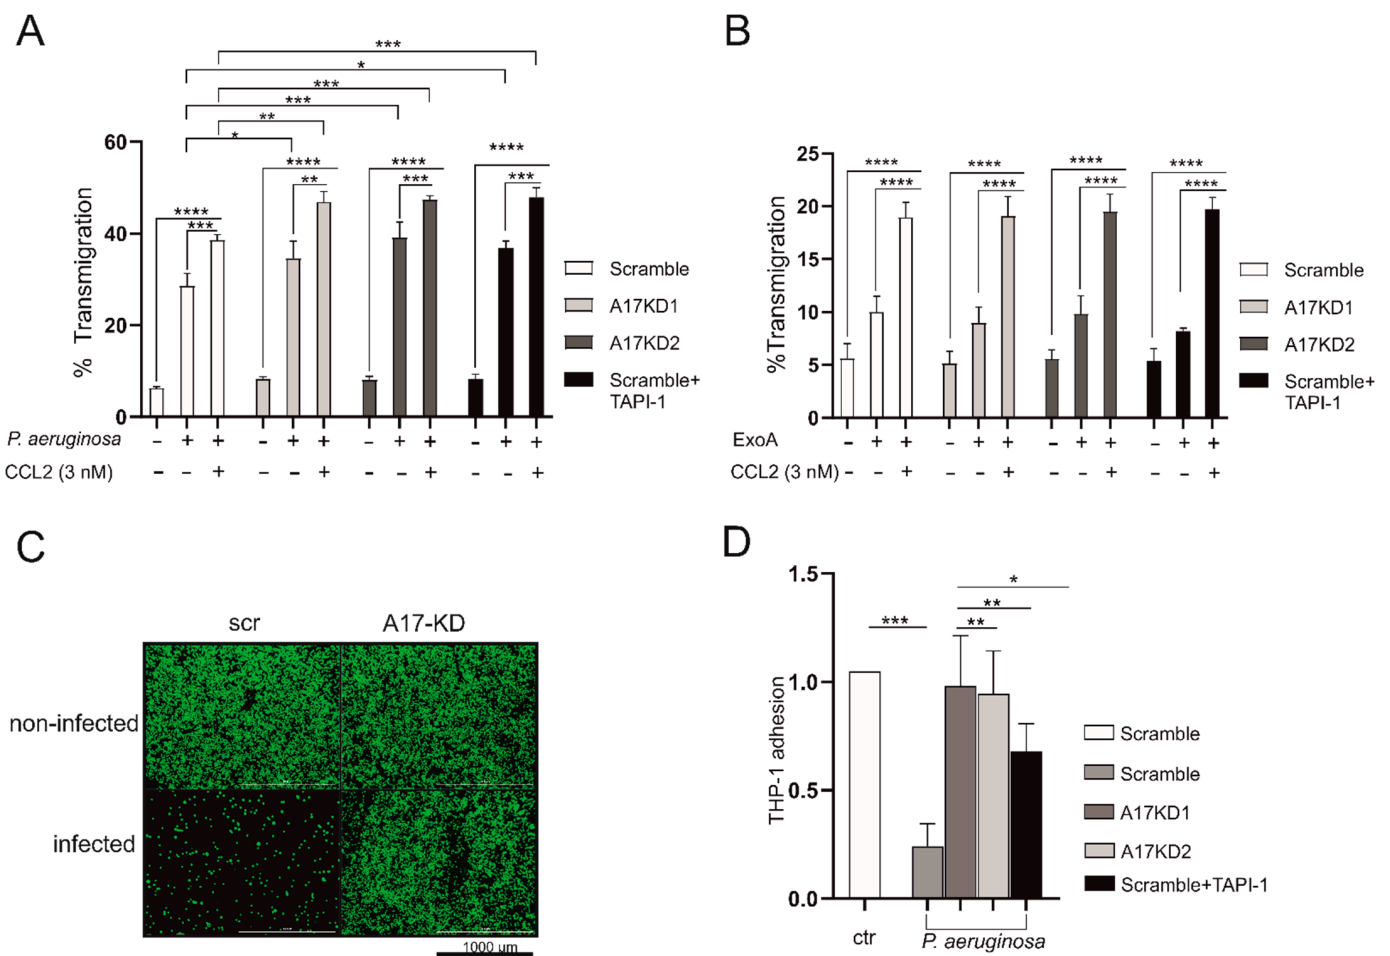 A
***
*
***
***
**
*
60
40
20
0
% Transmigration
****
***
****
**
****
***
****
***
P. aeruginosa
– + + – + + – + + – + +
CCL2 (3 nM)
– – + – – + – – + – – +
Scramble
A17KD1
A17KD2
Scramble+
TAPI-1
B
25
20
15
10
5
0
%Transmigration
****
****
****
****
****
****
****
****
ExoA
– + + – + + – + + – + +
CCL2 (3 nM)
– – + – – + – – + – – +
Scramble
A17KD1
A17KD2
Scramble+
TAPI-1
C
scr A17-KD
non-infected
infected
1000 um
D
1.5
1.0
0.5
0.0
THP-1 adhesion
***
*
**
**
ctr
P. aeruginosa
Scramble
Scramble
A17KD1
A17KD2
Scramble+TAPI-1